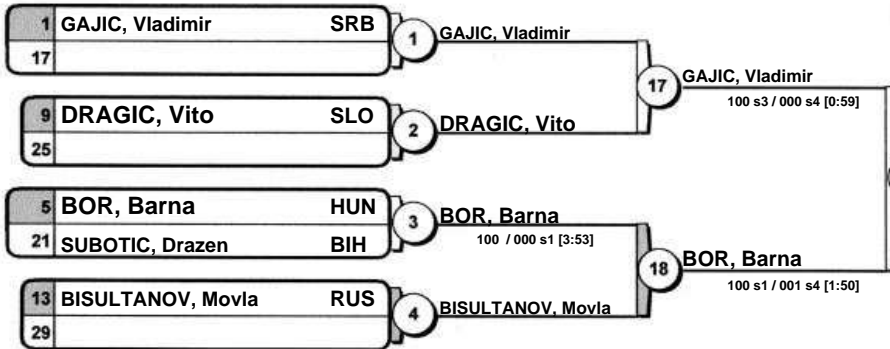 1 GAJIC, Vladimir SRB
17
1
GAJIC, Vladimir
17
GAJIC, Vladimir
100 s3 / 000 s4 [0:59]
9 DRAGIC, Vito SLO
25
2
DRAGIC, Vito
5 BOR, Barna HUN
21 SUBOTIC, Drazen BIH
3
BOR, Barna
100 / 000 s1 [3:53]
18
BOR, Barna
100 s1 / 001 s4 [1:50]
13 BISULTANOV, Movla RUS
29
4
BISULTANOV, Movla